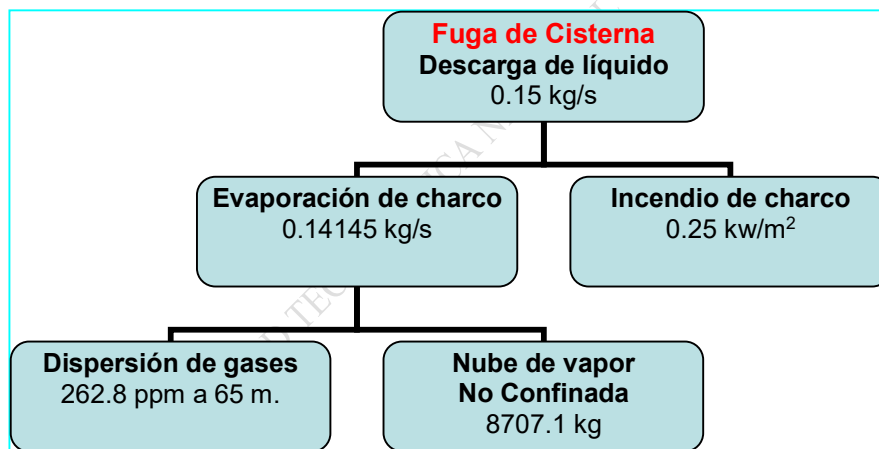 Fuga de Cisterna
Descarga de líquido
0.15 kg/s
Evaporación de charco
0.14145 kg/s
Incendio de charco
0.25 kw/m²
Dispersión de gases
262.8 ppm a 65 m.
Nube de vapor
No Confinada
8707.1 kg